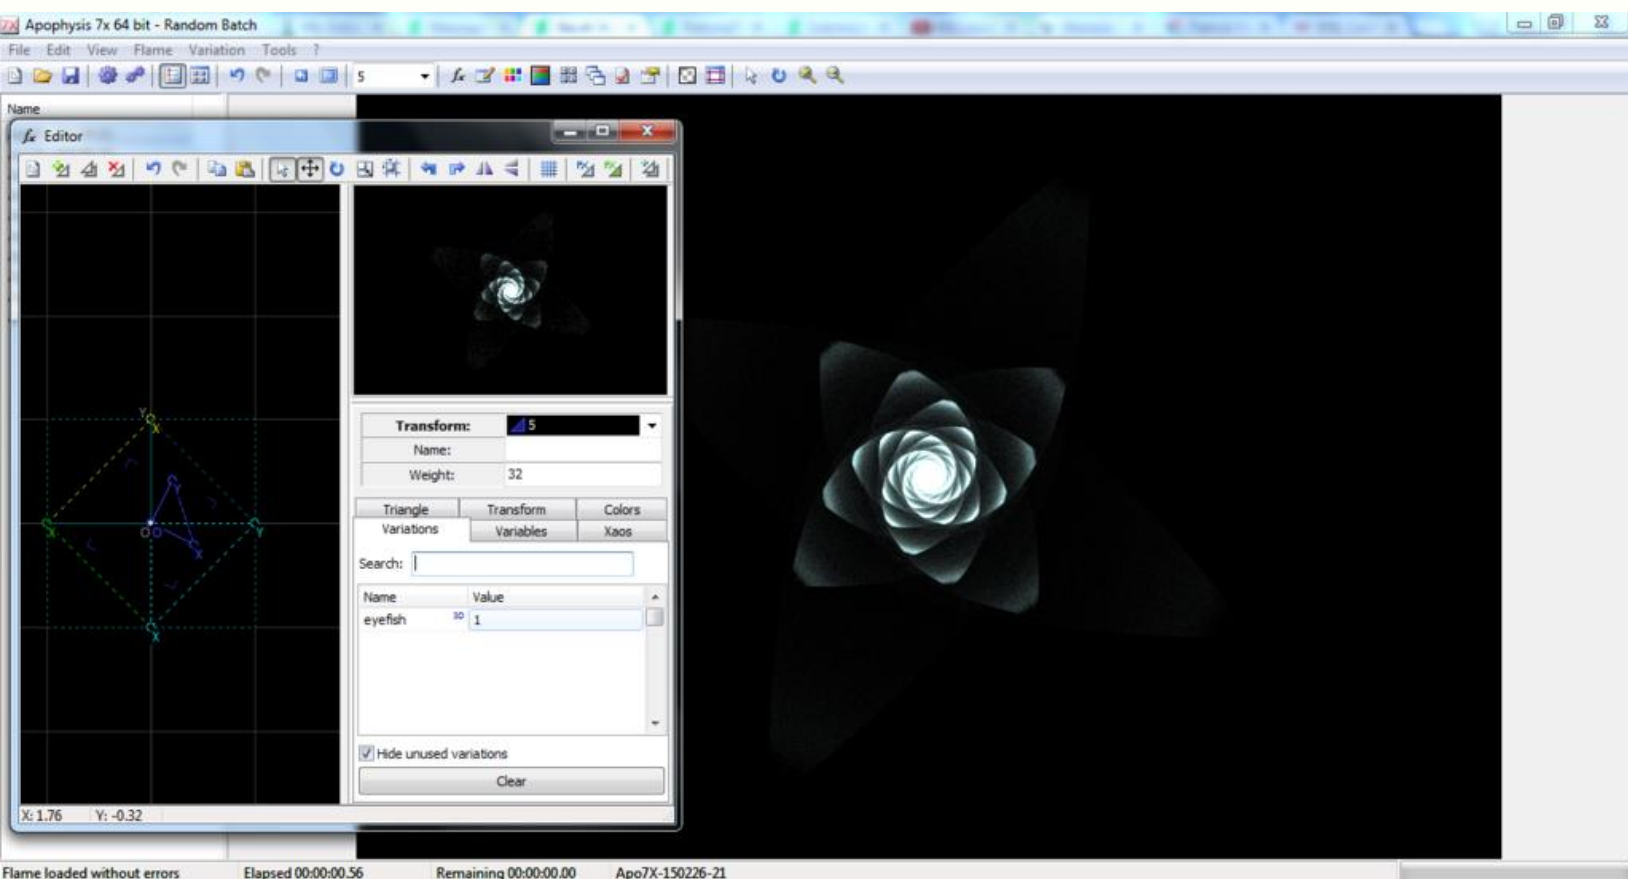 Apophysis 7x 64 bit - Random Batch
File Edit View Flame Variation Tools ?
5
Name
Editor
Transform: 5
Name:
Weight: 32
Triangle Transform Colors
Variations Variables Xaos
Search:
Name Value
eyefish 3D 1
Hide unused variations
Clear
Y
X
X
Y
X
Y
X
O O
X: 1.76 Y: -0.32
Flame loaded without errors Elapsed 00:00:00.56 Remaining 00:00:00.00 Apo7X-150226-21